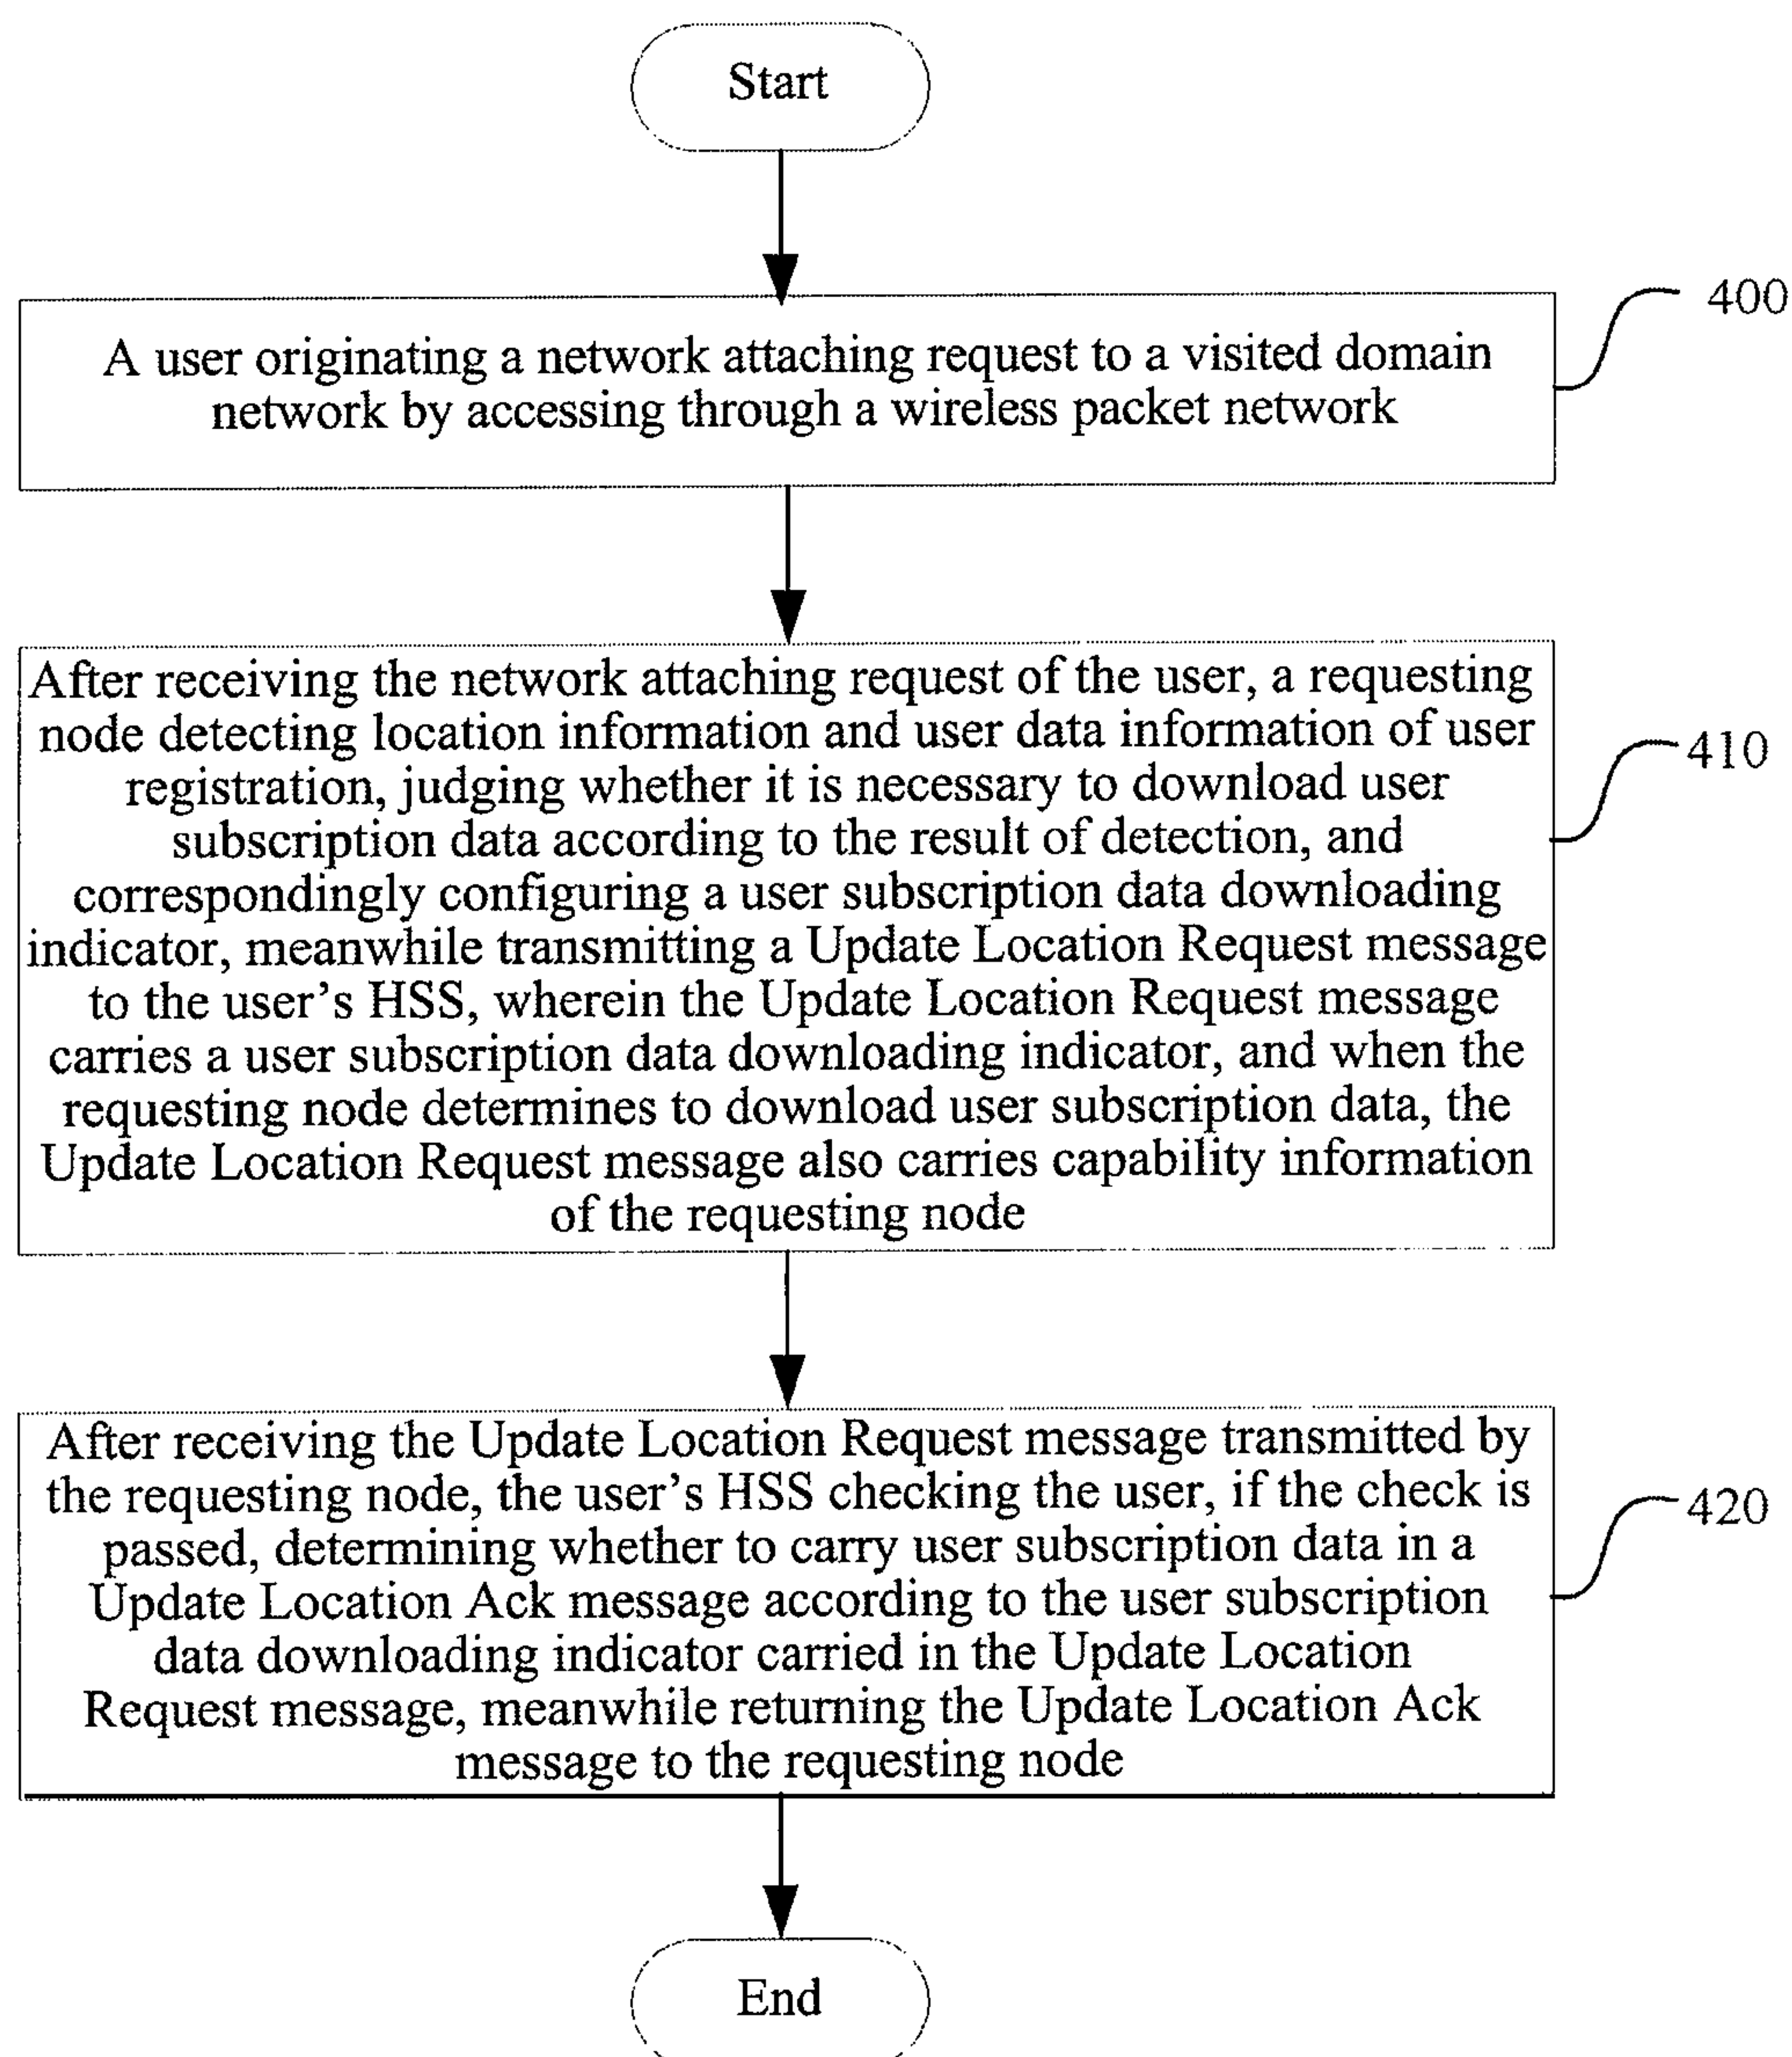 Start
400
A user originating a network attaching request to a visited domain
network by accessing through a wireless packet network
After receiving the network attaching request of the user, a requesting
node detecting location information and user data information of user
registration, judging whether it is necessary to download user
subscription data according to the result of detection, and
correspondingly configuring a user subscription data downloading
indicator, meanwhile transmitting a Update Location Request message
to the user's HSS, wherein the Update Location Request message
carries a user subscription data downloading indicator, and when the
requesting node determines to download user subscription data, the
Update Location Request message also carries capability information
of the requesting node
410
After receiving the Update Location Request message transmitted by
the requesting node, the user's HSS checking the user, if the check is
passed, determining whether to carry user subscription data in a
Update Location Ack message according to the user subscription
data downloading indicator carried in the Update Location
Request message, meanwhile returning the Update Location Ack
message to the requesting node
420
End